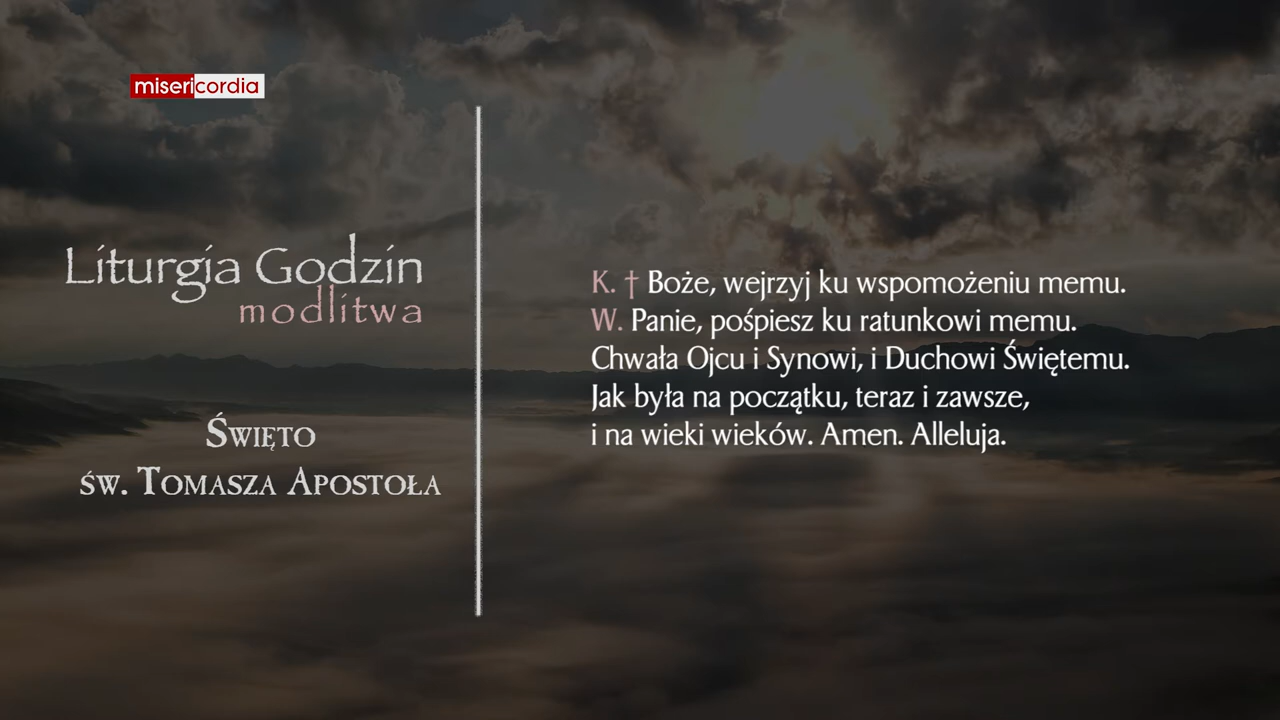 misericordia
Liturgia Godzin
modlitwa
Święto
św. Tomasza Apostoła
K. † Boże, wejrzyj ku wspomożeniu memu.
W. Panie, pośpiesz ku ratunkowi memu.
Chwała Ojcu i Synowi, i Duchowi Świętemu.
Jak była na początku, teraz i zawsze,
i na wieki wieków. Amen. Alleluja.